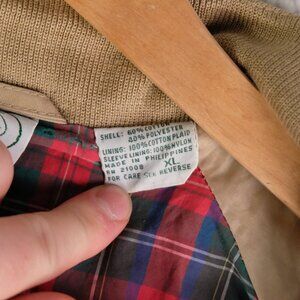 SHELL: 60% COTTON
40% POLYESTER
LINING: 100% COTTON PLAID
SLEEVE LINING: 100% NYLON
MADE IN PHILIPPINES
RN 21008
XL
FOR CARE SEE REVERSE